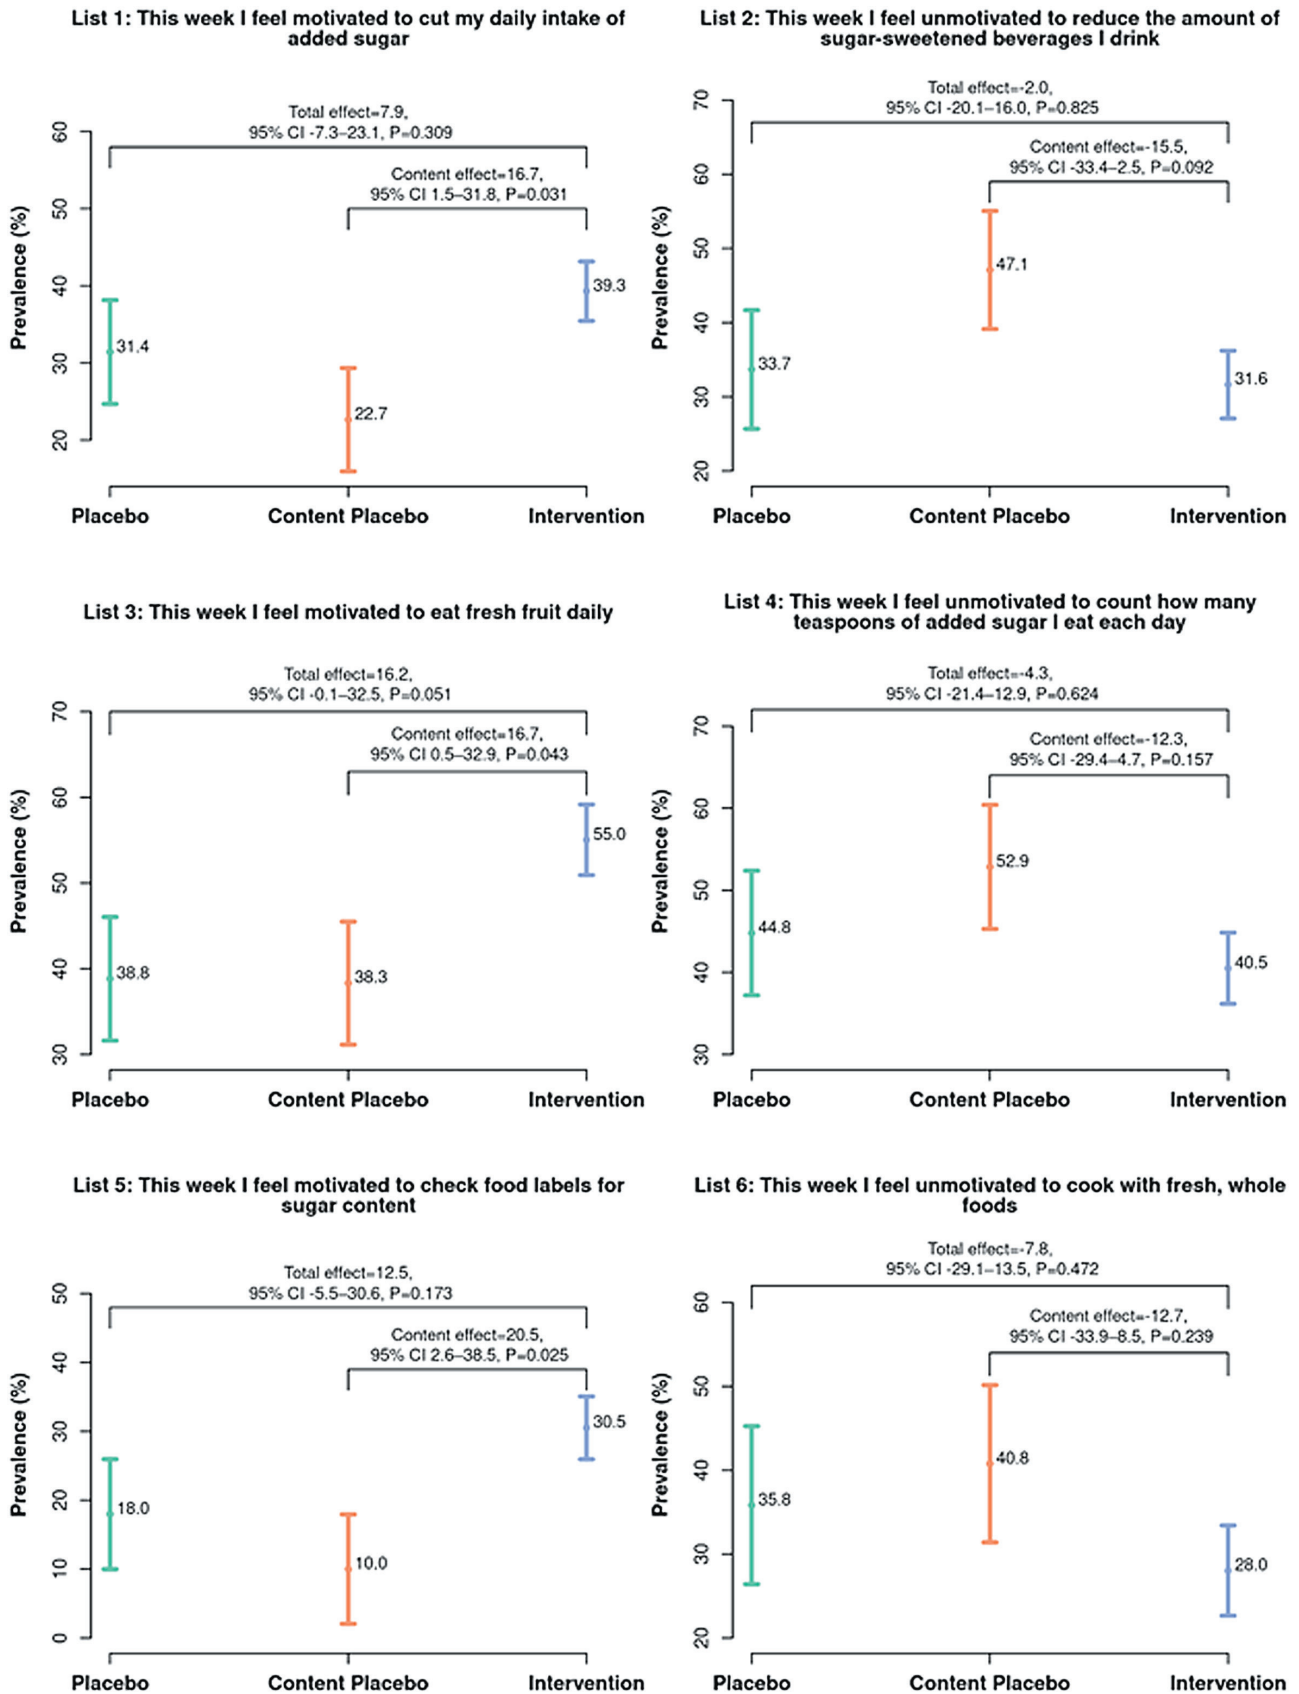 List 1: This week I feel motivated to cut my daily intake of
added sugar
Total effect=7.9,
95% CI -7.3–23.1, P=0.309
Content effect=16.7,
95% CI 1.5–31.8, P=0.031
Prevalence (%)
60
50
40
30
20
31.4
22.7
39.3
Placebo
Content Placebo
Intervention
List 2: This week I feel unmotivated to reduce the amount of
sugar-sweetened beverages I drink
Total effect=-2.0,
95% CI -20.1–16.0, P=0.825
Content effect=-15.5,
95% CI -33.4–2.5, P=0.092
Prevalence (%)
70
60
50
40
30
20
33.7
47.1
31.6
Placebo
Content Placebo
Intervention
List 3: This week I feel motivated to eat fresh fruit daily
Total effect=16.2,
95% CI -0.1–32.5, P=0.051
Content effect=16.7,
95% CI 0.5–32.9, P=0.043
Prevalence (%)
70
60
50
40
30
38.8
38.3
55.0
Placebo
Content Placebo
Intervention
List 4: This week I feel unmotivated to count how many
teaspoons of added sugar I eat each day
Total effect=-4.3,
95% CI -21.4–12.9, P=0.624
Content effect=-12.3,
95% CI -29.4–4.7, P=0.157
Prevalence (%)
70
60
50
40
30
44.8
52.9
40.5
Placebo
Content Placebo
Intervention
List 5: This week I feel motivated to check food labels for
sugar content
Total effect=12.5,
95% CI -5.5–30.6, P=0.173
Content effect=20.5,
95% CI 2.6–38.5, P=0.025
Prevalence (%)
50
40
30
20
10
0
18.0
10.0
30.5
Placebo
Content Placebo
Intervention
List 6: This week I feel unmotivated to cook with fresh, whole
foods
Total effect=-7.8,
95% CI -29.1–13.5, P=0.472
Content effect=-12.7,
95% CI -33.9–8.5, P=0.239
Prevalence (%)
60
50
40
30
20
35.8
40.8
28.0
Placebo
Content Placebo
Intervention